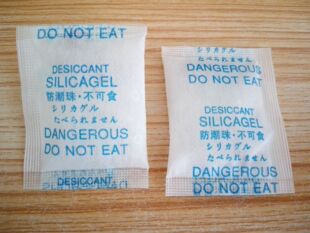 DO NOT EAT
DESICCANT
SILICAGEL
防潮珠·不可食
シリカゲル
たべられません
DANGEROUS
DO NOT EAT
DESICCANT
シリカゲル
たべられません
DANGEROUS
DO NOT EAT
DESICCANT
SILICAGEL
防潮珠·不可食
シリカゲル
たべられません
DANGEROUS
DO NOT EAT